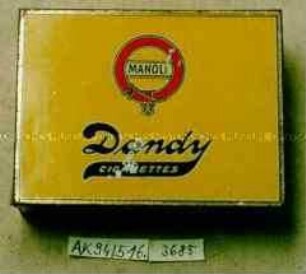 MANOLI
Dandy
CIGARETTES
AK 94/516. 3685